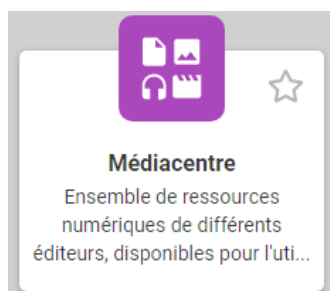 Médiacentre
Ensemble de ressources
numériques de différents
éditeurs, disponibles pour l'uti...